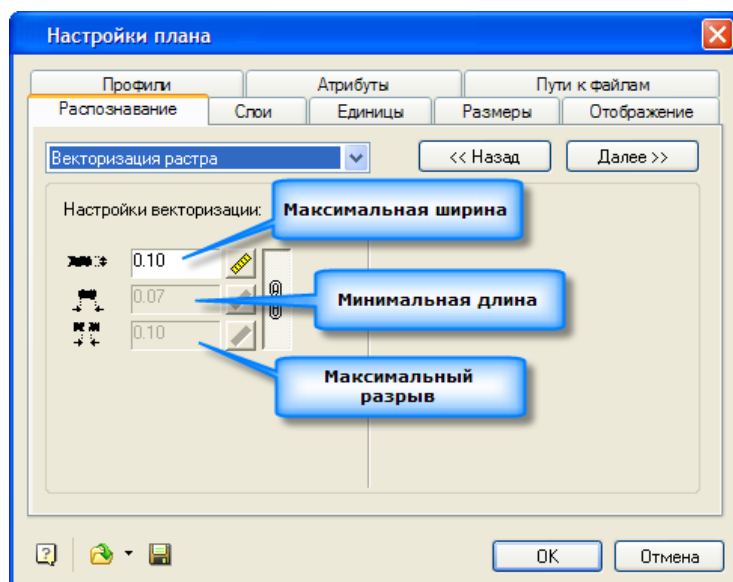 Настройки плана
Профили
Атрибуты
Пути к файлам
Распознавание
Слои
Единицы
Размеры
Отображение
Векторизация растра
<< Назад
Далее >>
Настройки векторизации:
Максимальная ширина
0.10
0.07
Минимальная длина
0.10
Максимальный
разрыв
OK
Отмена